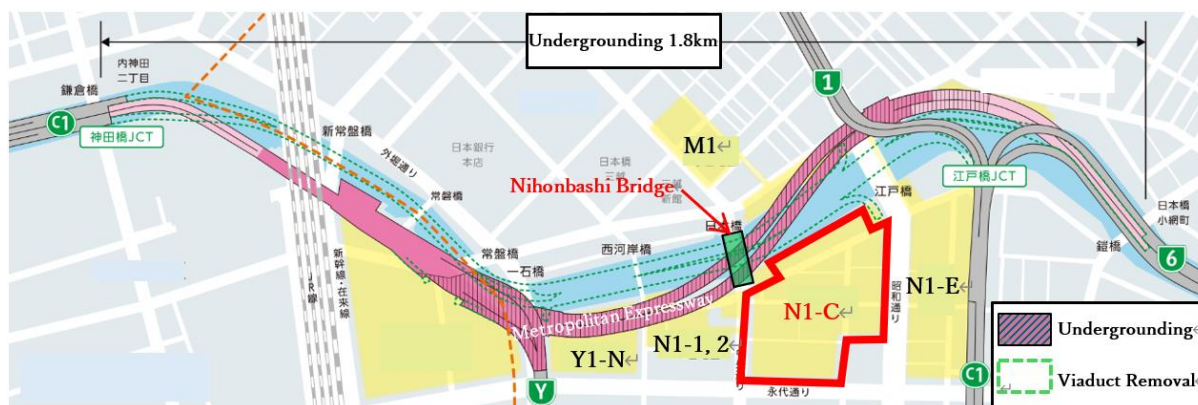 Undergrounding 1.8km
内神田
二丁目
鎌倉橋
C1
神田橋JCT
新常盤橋
外堀通り
日本銀行
本店
常盤橋
日本橋
三越
三越
新館
M1
Nihonbashi Bridge
日本橋
1
江戸橋
江戸橋JCT
日本橋
小網町
鎧橋
6
常盤橋
一石橋
西河岸橋
新幹線・在来線
JR線
Metropolitan Expressway
Y1-N
N1-1, 2
N1-C
昭和通り
N1-E
永代通り
Y
C1
Undergrounding
Viaduct Removal